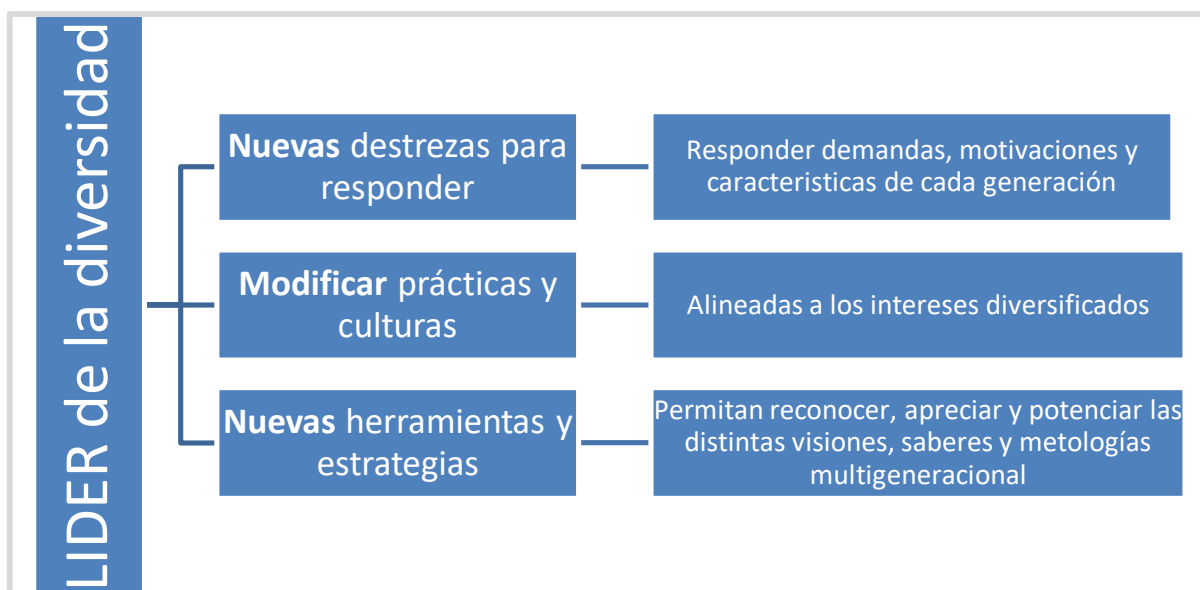 LIDER de la diversidad
Nuevas destrezas para
responder
Responder demandas, motivaciones y
caracteristicas de cada generación
Modificar prácticas y
culturas
Alineadas a los intereses diversificados
Nuevas herramientas y
estrategias
Permitan reconocer, apreciar y potenciar las
distintas visiones, saberes y metologías
multigeneracional